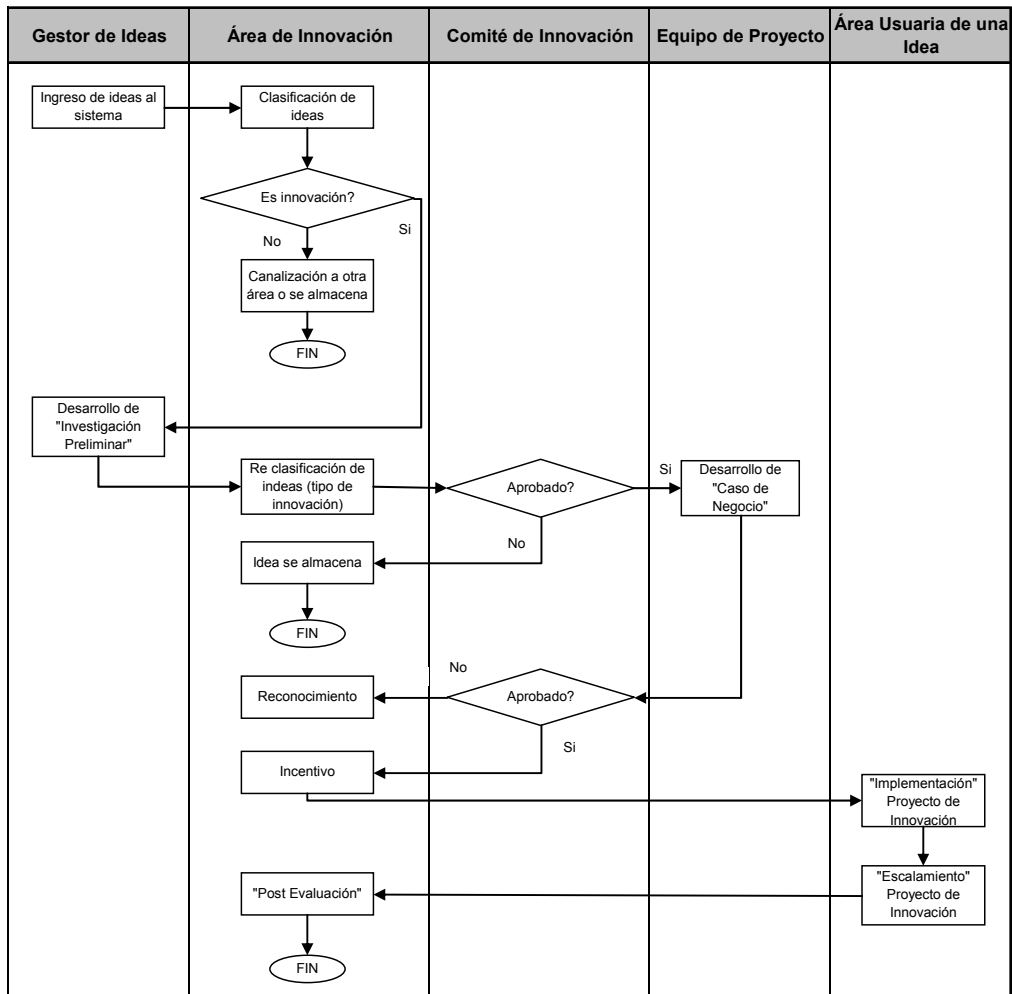 Gestor de Ideas
Área de Innovación
Comité de Innovación
Equipo de Proyecto
Área Usuaria de una
Idea
Ingreso de ideas al
sistema
Clasificación de
ideas
Es innovación?
Si
No
Canalización a otra
área o se almacena
FIN
Desarrollo de
"Investigación
Preliminar"
Re clasificación de
indeas (tipo de
innovación)
Aprobado?
Si
Desarrollo de
"Caso de
Negocio"
No
Idea se almacena
FIN
No
Reconocimiento
Aprobado?
Si
Incentivo
"Implementación"
Proyecto de
Innovación
"Escalamiento"
Proyecto de
Innovación
"Post Evaluación"
FIN